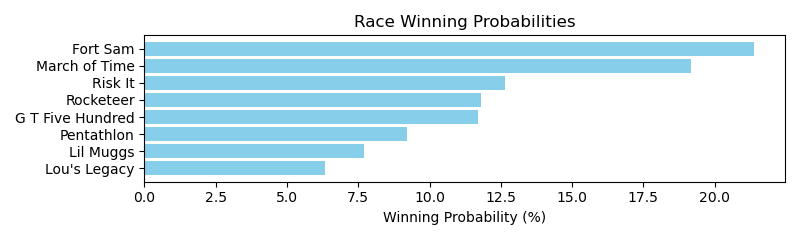 Race Winning Probabilities
Fort Sam
March of Time
Risk It
Rocketeer
G T Five Hundred
Pentathlon
Lil Muggs
Lou's Legacy
0.0 2.5 5.0 7.5 10.0 12.5 15.0 17.5 20.0
Winning Probability (%)